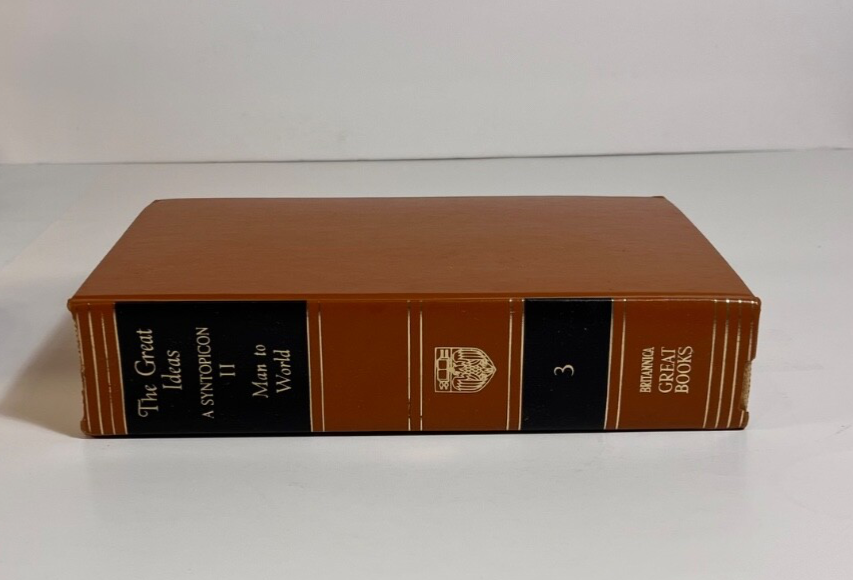 The Great
Ideas
A SYNTOPICON
II
Man to
World
3
BRITANNICA
GREAT
BOOKS